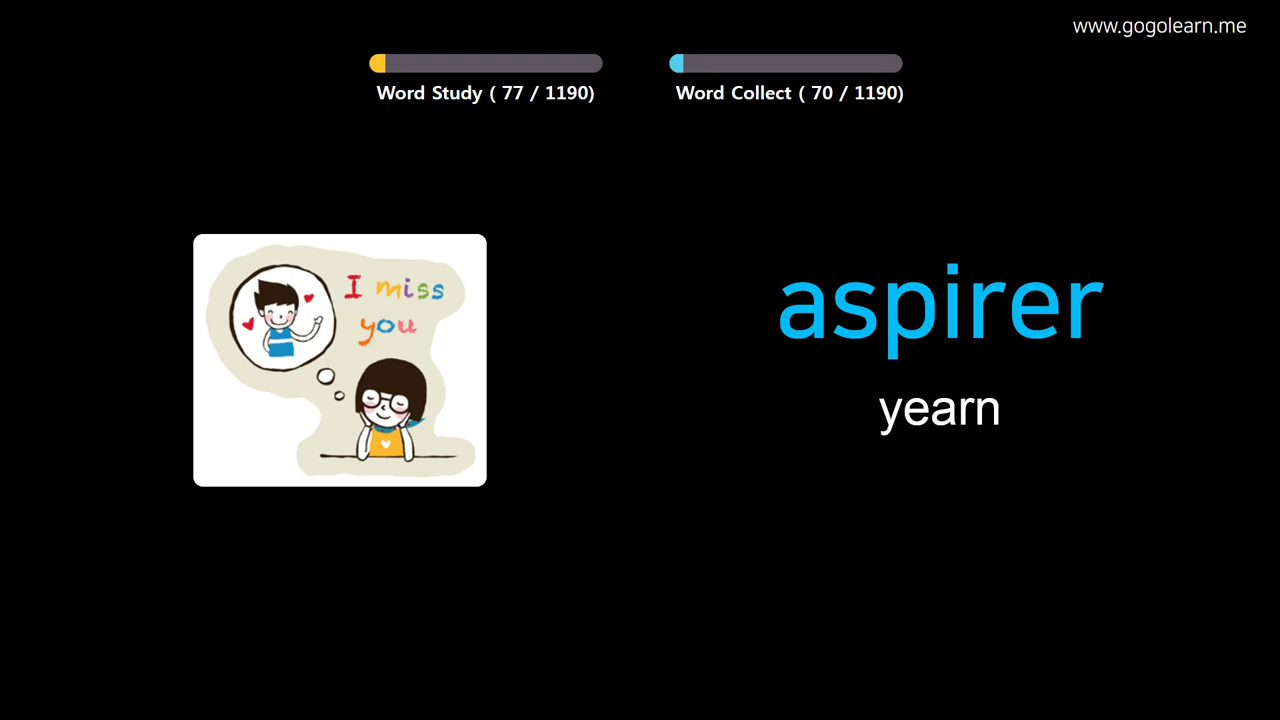 www.gogolearn.me
Word Study ( 77 / 1190)
Word Collect ( 70 / 1190)
I miss
you
aspirer
yearn